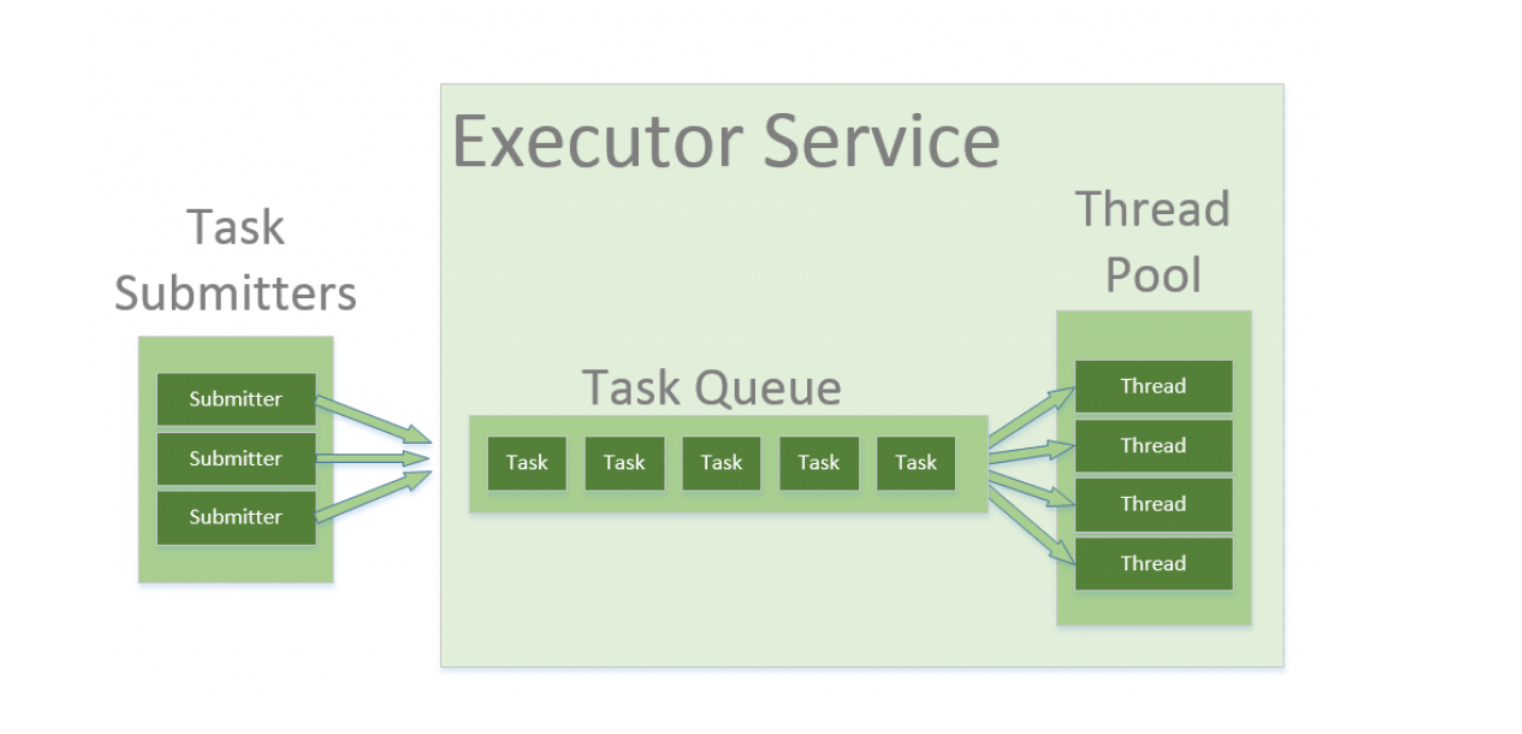 Executor Service
Task
Submitters
Submitter
Submitter
Submitter
Task Queue
Task Task Task Task Task
Thread
Pool
Thread
Thread
Thread
Thread